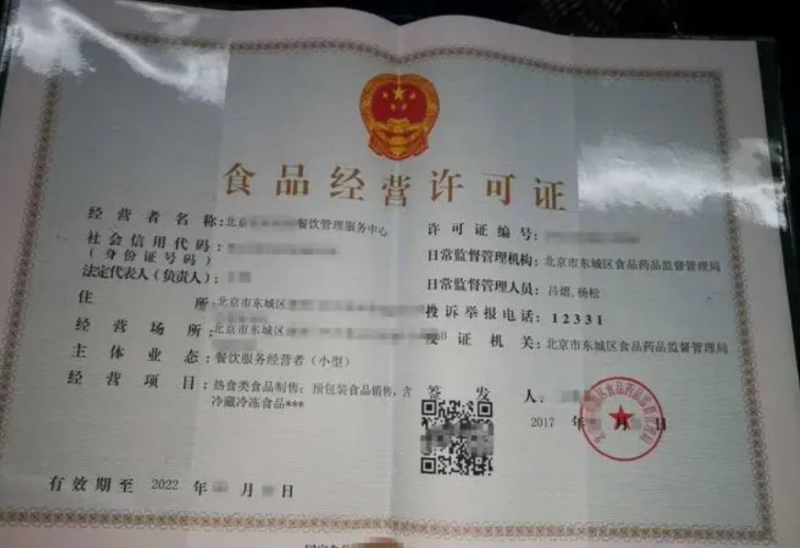 食品经营许可证
经营者名称:北京
餐饮管理服务中心
社会信用代码:
(身份证号码)
法定代表人(负责人):
住所:北京市东城区
经营场所:北京市东城区
主体业态:餐饮服务经营者(小型)
经营项目:热食类食品制售;预包装食品销售,含
冷藏冷冻食品***
有效期至 2022 年 月 日
许可证编号:
日常监督管理机构:北京市东城区食品药品监督管理局
日常监督管理人员:吕熠,杨松
投诉举报电话:12331
发证机关:北京市东城区食品药品监督管理局
签发人:
2017 年 月 日